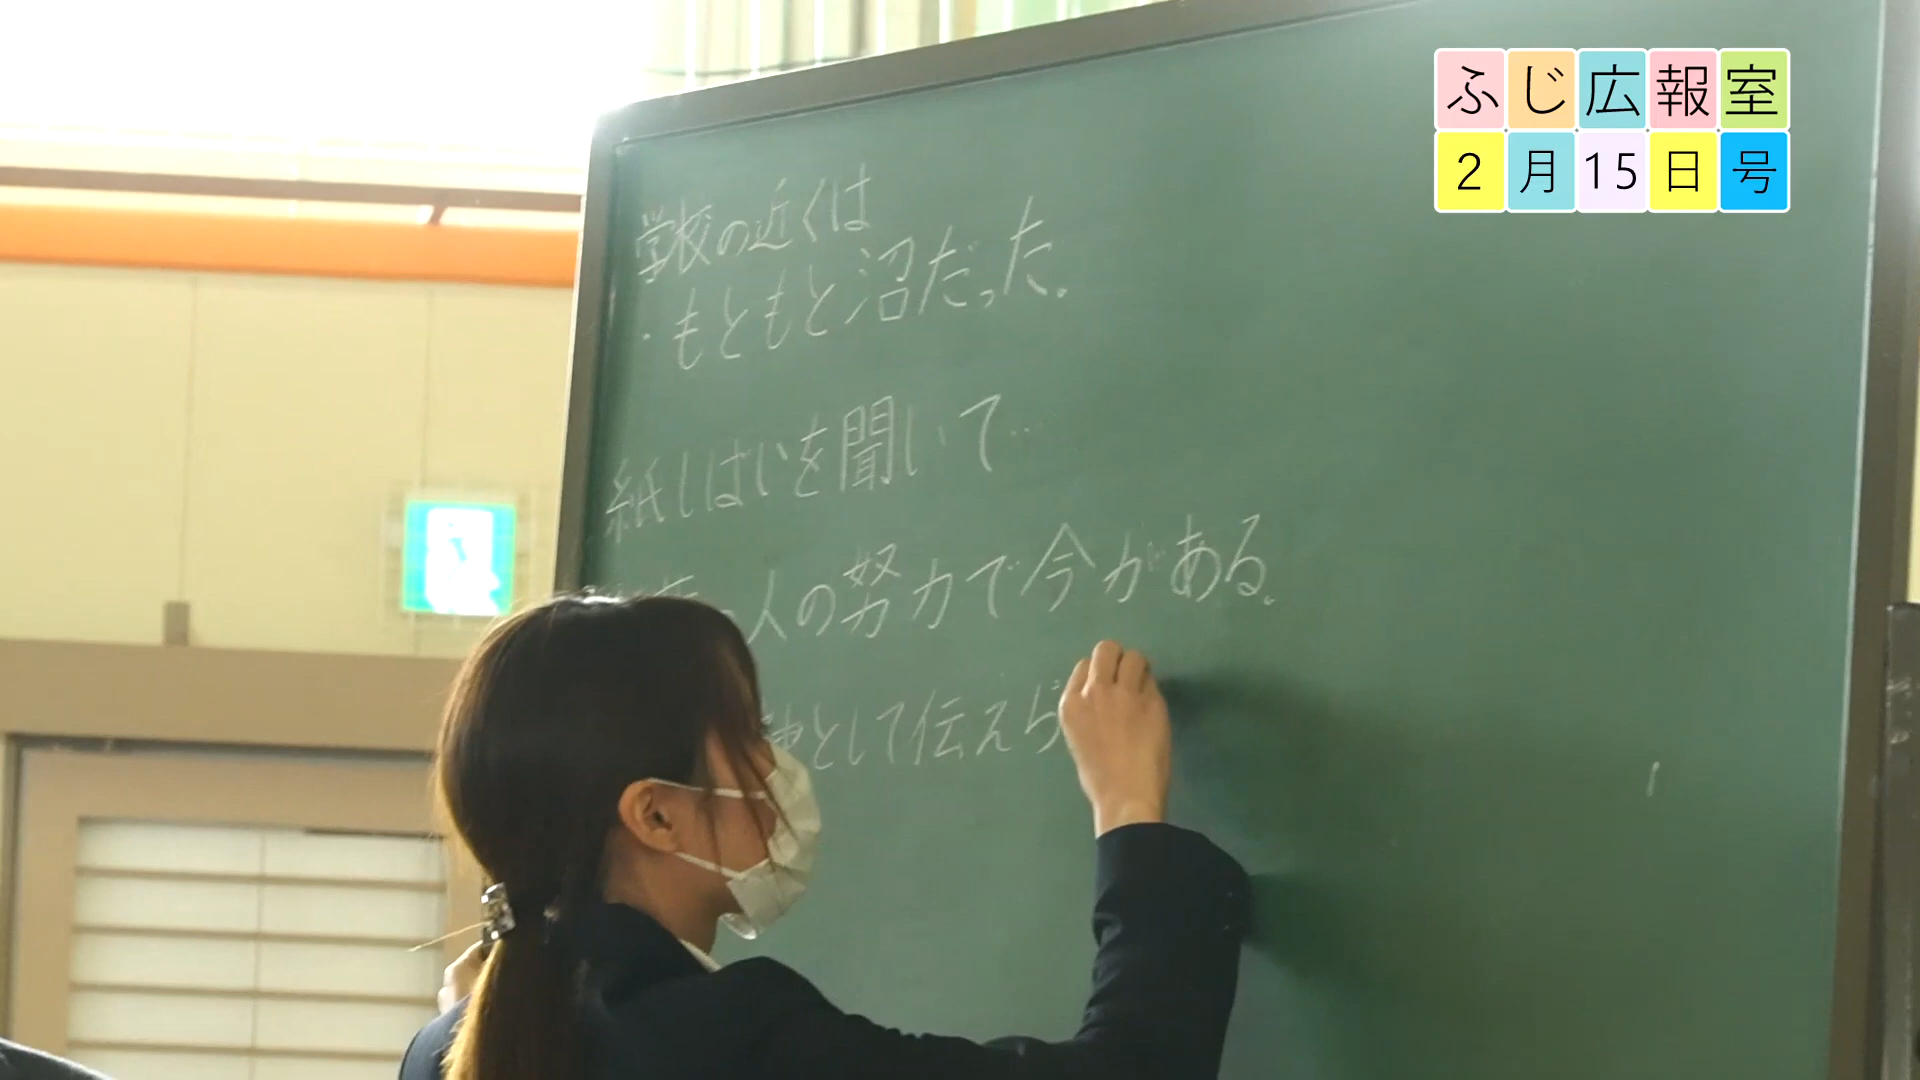 ふじ広報室
2月15日号
学校の近くは
・もともと沼だった。
紙しばいを聞いて…
人の努力で今がある。
として伝えら